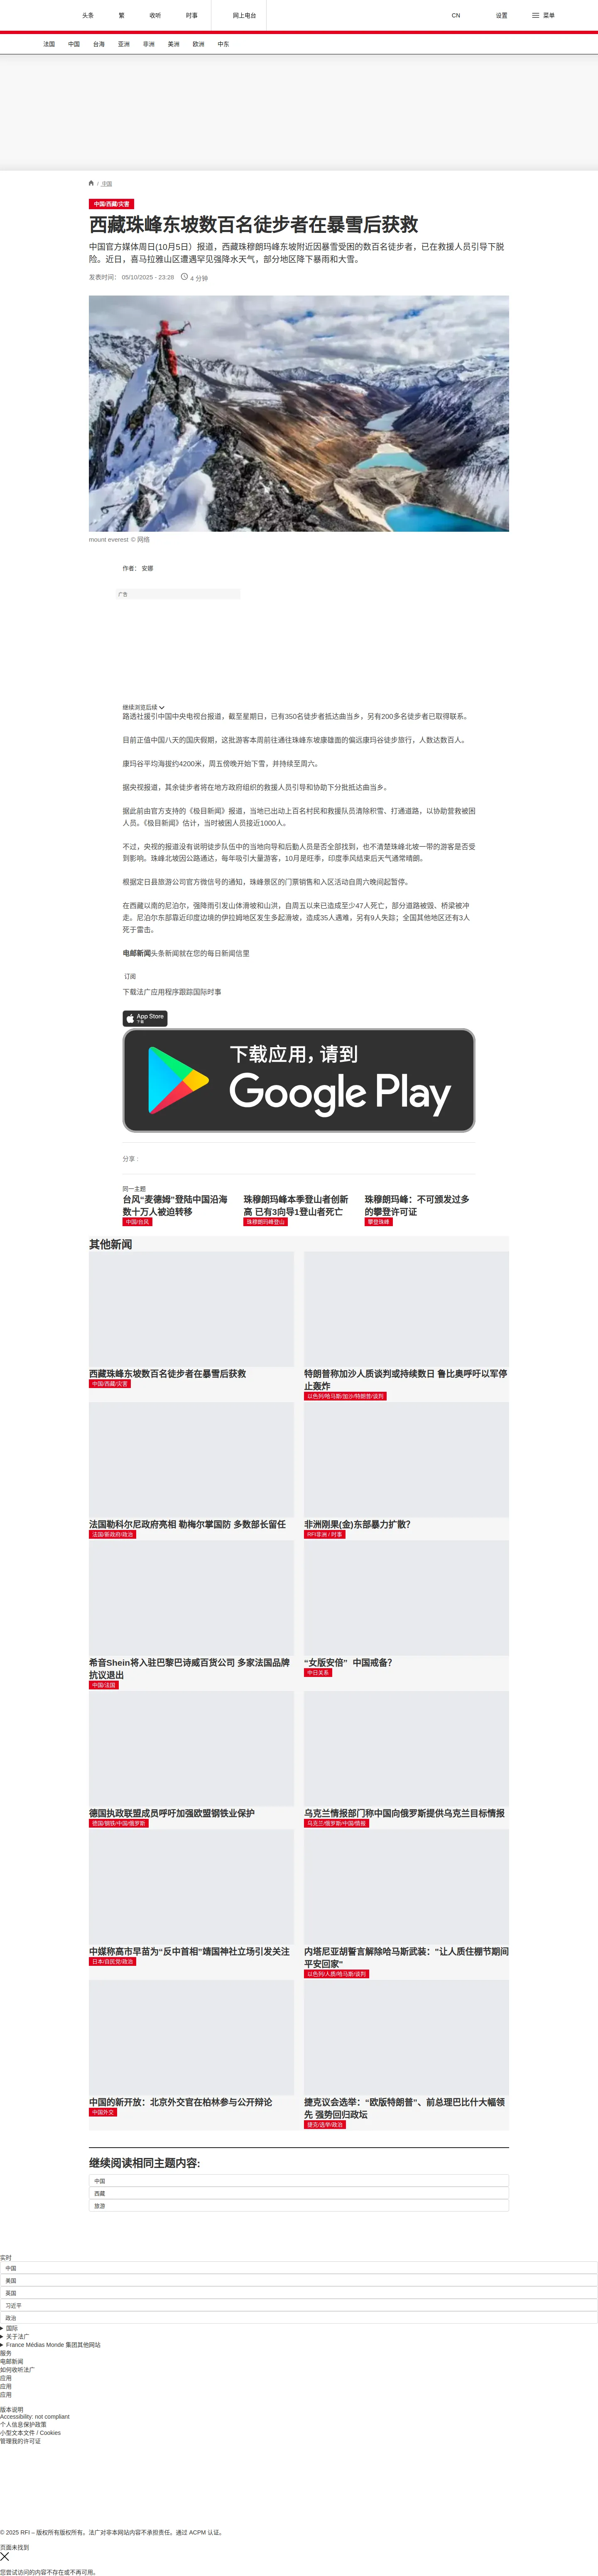 头条
繁
收听
时事
网上电台
CN
设置
菜单
法国
中国
台海
亚洲
非洲
美洲
欧洲
中东
/ 中国
中国/西藏/灾害
西藏珠峰东坡数百名徒步者在暴雪后获救
中国官方媒体周日(10月5日）报道，西藏珠穆朗玛峰东坡附近因暴雪受困的数百名徒步者，已在救援人员引导下脱
险。近日，喜马拉雅山区遭遇罕见强降水天气，部分地区降下暴雨和大雪。
发表时间： 05/10/2025 - 23:28
4 分钟
mount everest © 网络
作者： 安娜
广告
继续浏览后续
路透社援引中国中央电视台报道，截至星期日，已有350名徒步者抵达曲当乡，另有200多名徒步者已取得联系。
目前正值中国八天的国庆假期，这批游客本周前往通往珠峰东坡康雄面的偏远康玛谷徒步旅行，人数达数百人。
康玛谷平均海拔约4200米，周五傍晚开始下雪，并持续至周六。
据央视报道，其余徒步者将在地方政府组织的救援人员引导和协助下分批抵达曲当乡。
据此前由官方支持的《极目新闻》报道，当地已出动上百名村民和救援队员清除积雪、打通道路，以协助营救被困
人员。《极目新闻》估计，当时被困人员接近1000人。
不过，央视的报道没有说明徒步队伍中的当地向导和后勤人员是否全部找到，也不清楚珠峰北坡一带的游客是否受
到影响。珠峰北坡因公路通达，每年吸引大量游客，10月是旺季，印度季风结束后天气通常晴朗。
根据定日县旅游公司官方微信号的通知，珠峰景区的门票销售和入区活动自周六晚间起暂停。
在西藏以南的尼泊尔，强降雨引发山体滑坡和山洪，自周五以来已造成至少47人死亡，部分道路被毁、桥梁被冲
走。尼泊尔东部靠近印度边境的伊拉姆地区发生多起滑坡，造成35人遇难，另有9人失踪；全国其他地区还有3人
死于雷击。
电邮新闻头条新闻就在您的每日新闻信里
订阅
下载法广应用程序跟踪国际时事
App Store
下载
下载应用，请到
Google Play
分享 :
同一主题
台风“麦德姆”登陆中国沿海
数十万人被迫转移
中国/台风
珠穆朗玛峰本季登山者创新
高 已有3向导1登山者死亡
珠穆朗玛峰登山
珠穆朗玛峰：不可颁发过多
的攀登许可证
攀登珠峰
其他新闻
西藏珠峰东坡数百名徒步者在暴雪后获救
中国/西藏/灾害
特朗普称加沙人质谈判或持续数日 鲁比奥呼吁以军停
止轰炸
以色列/哈马斯/加沙/特朗普/谈判
法国勒科尔尼政府亮相 勒梅尔掌国防 多数部长留任
法国/新政府/政治
非洲刚果(金)东部暴力扩散？
RFI非洲 / 时事
希音Shein将入驻巴黎巴诗威百货公司 多家法国品牌
抗议退出
中国/法国
“女版安倍” 中国戒备？
中日关系
德国执政联盟成员呼吁加强欧盟钢铁业保护
德国/钢铁/中国/俄罗斯
乌克兰情报部门称中国向俄罗斯提供乌克兰目标情报
乌克兰/俄罗斯/中国/情报
中媒称高市早苗为“反中首相”靖国神社立场引发关注
日本/自民党/政治
内塔尼亚胡誓言解除哈马斯武装：“让人质住棚节期间
平安回家”
以色列/人质/哈马斯/谈判
中国的新开放：北京外交官在柏林参与公开辩论
中国外交
捷克议会选举：“欧版特朗普”、前总理巴比什大幅领
先 强势回归政坛
捷克/选举/政治
继续阅读相同主题内容:
中国
西藏
旅游
实时
中国
美国
英国
习近平
政治
国际
关于法广
France Médias Monde 集团其他网站
服务
电邮新闻
如何收听法广
应用
应用
应用
版本说明
Accessibility: not compliant
个人信息保护政策
小型文本文件 / Cookies
管理我的许可证
© 2025 RFI – 版权所有版权所有。法广对非本网站内容不承担责任。通过 ACPM 认证。
页面未找到
您尝试访问的内容不存在或不再可用。